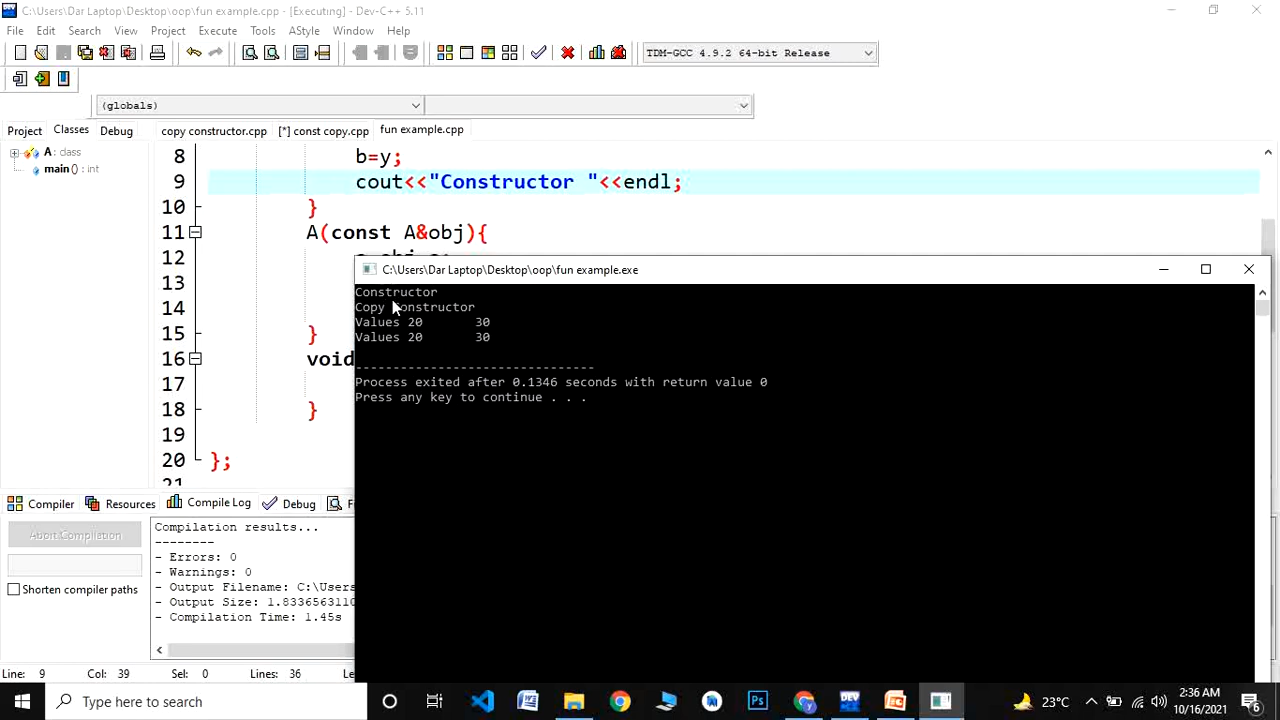 C:\Users\Dar Laptop\Desktop\oop\fun example.cpp - [Executing] - Dev-C++ 5.11
File Edit Search View Project Execute Tools AStyle Window Help
TDM-GCC 4.9.2 64-bit Release
(globals)
Project Classes Debug
copy constructor.cpp [*] const copy.cpp fun example.cpp
A: class
main() : int
8 b=y;
9 cout<<"Constructor "<<endl;
10 }
11 A(const A&obj){
12
13
14
15 }
16 void
17
18 }
19
20 };
21
C:\Users\Dar Laptop\Desktop\oop\fun example.exe
Constructor
Copy Constructor
Values 20 30
Values 20 30
--------------------------------
Process exited after 0.1346 seconds with return value 0
Press any key to continue . . .
Compiler Resources Compile Log Debug
Abort Compilation
Shorten compiler paths
Compilation results...
--------
- Errors: 0
- Warnings: 0
- Output Filename: C:\Users
- Output Size: 1.8336563110
- Compilation Time: 1.45s
Line: 9 Col: 39 Sel: 0 Lines: 36
Type here to search
23°C
2:36 AM
10/16/2021
6